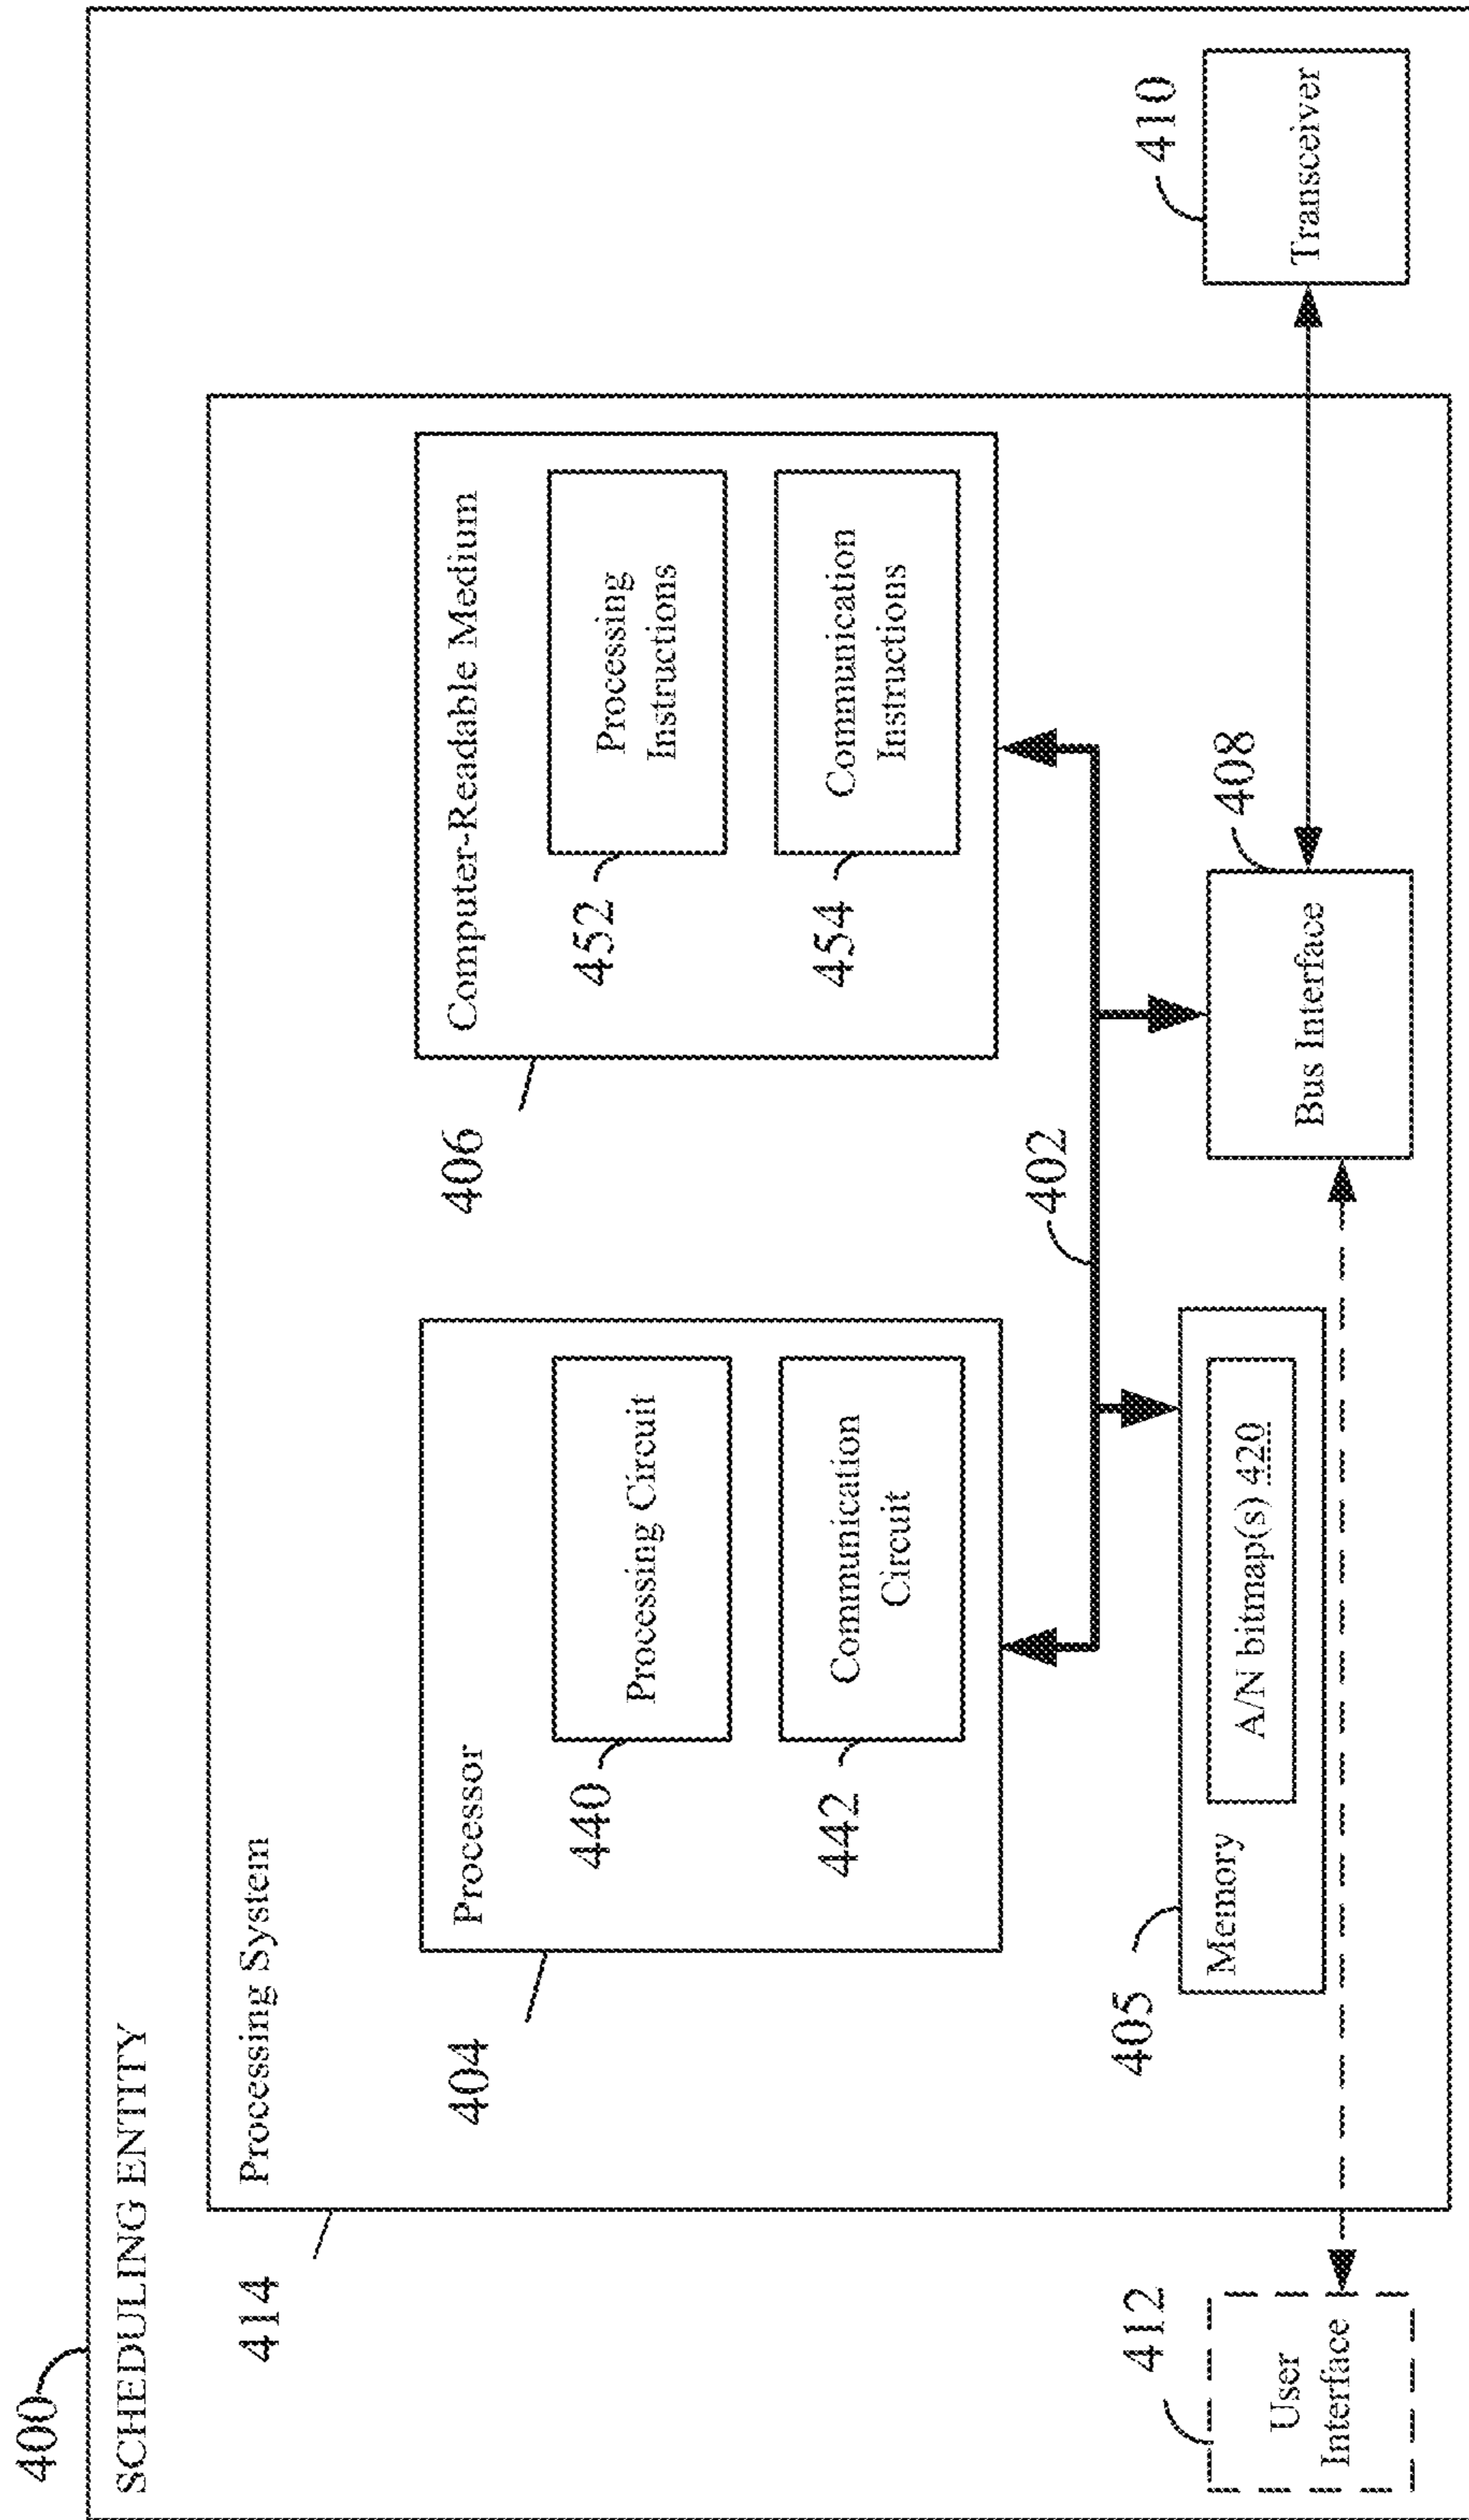 400
SCHEDULING ENTITY
414
Processing System
404
Processor
440
Processing Circuit
442
Communication
Circuit
406
Computer-Readable Medium
452
Processing
Instructions
454
Communication
Instructions
402
405
Memory
A/N bitmap(s) 420
408
Bus Interface
410
Transceiver
412
User
Interface